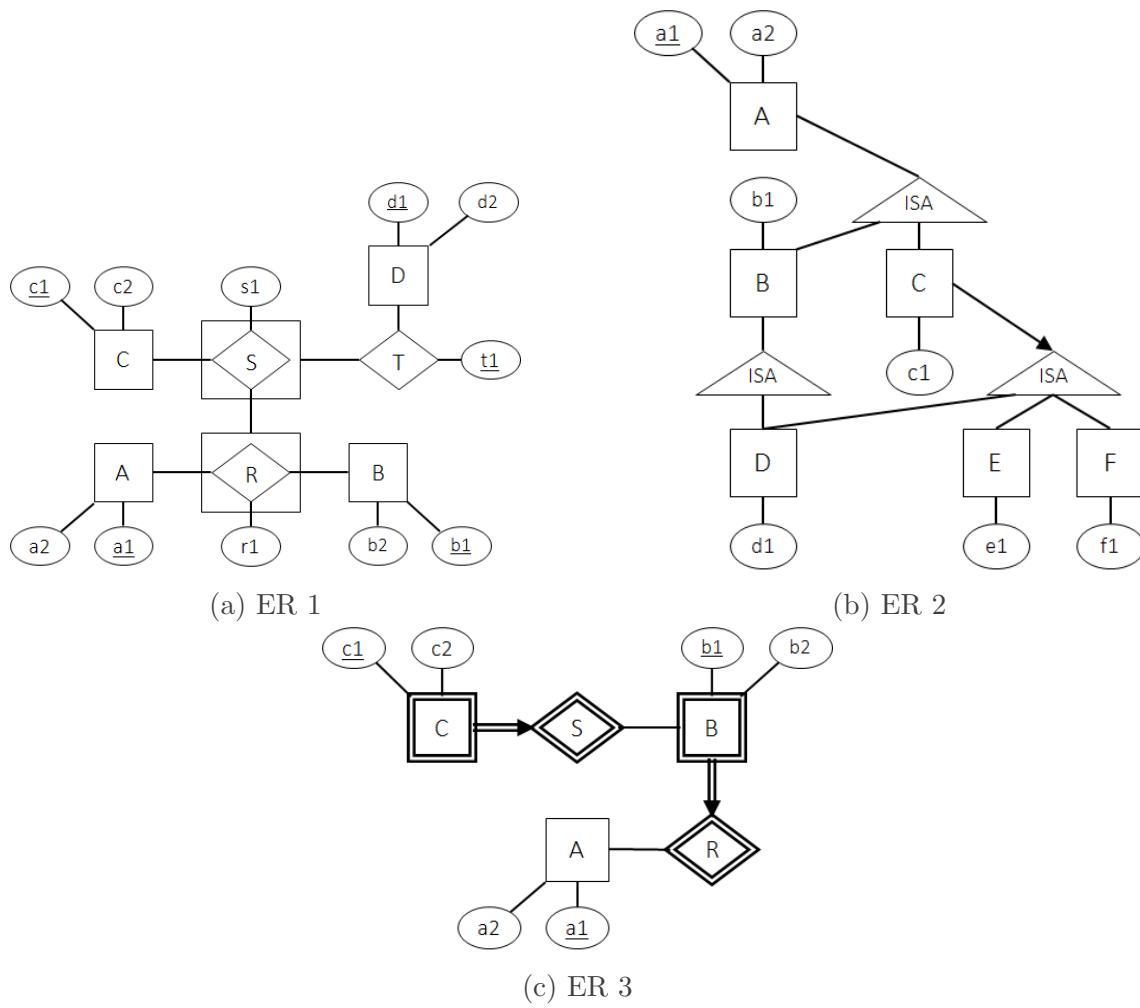 a1 a2
A
b1 ISA
d1 d2
B C
D
c1 c2 s1
C S T t1
ISA c1 ISA
A R B
D E F
a2 a1 r1 b2 b1
d1 e1 f1
(a) ER 1
(b) ER 2
c1 c2 b1 b2
C S B
A R
a2 a1
(c) ER 3